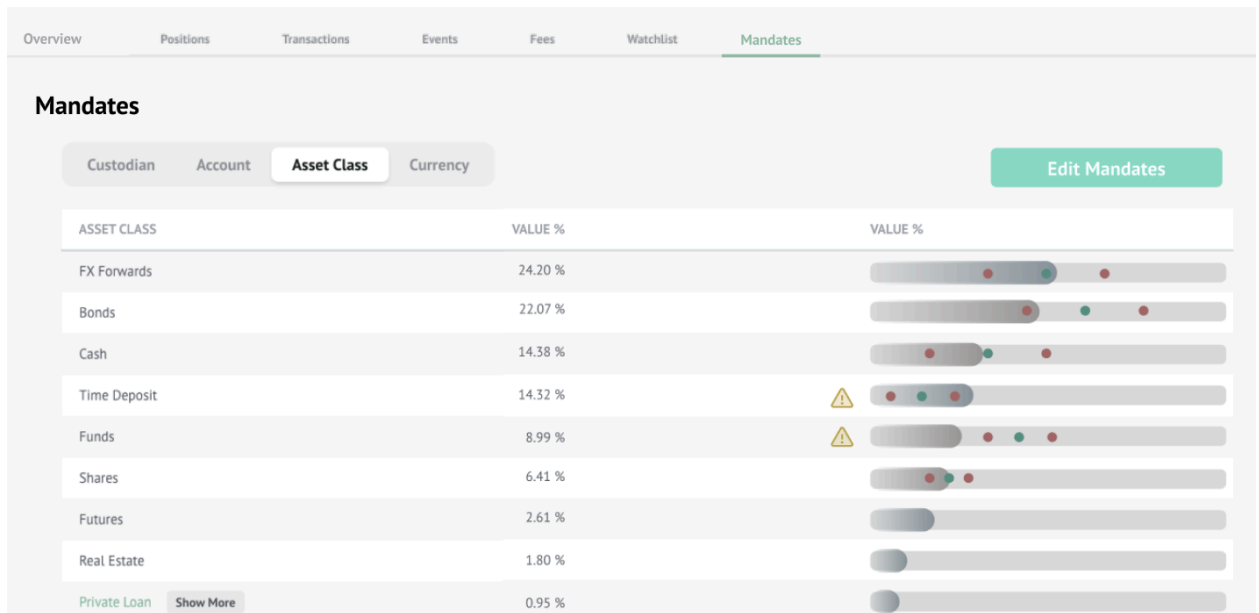 Overview Positions Transactions Events Fees Watchlist Mandates
Mandates
Custodian Account Asset Class Currency Edit Mandates
ASSET CLASS VALUE % VALUE %
FX Forwards 24.20 %
Bonds 22.07 %
Cash 14.38 %
Time Deposit 14.32 %
Funds 8.99 %
Shares 6.41 %
Futures 2.61 %
Real Estate 1.80 %
Private Loan Show More 0.95 %